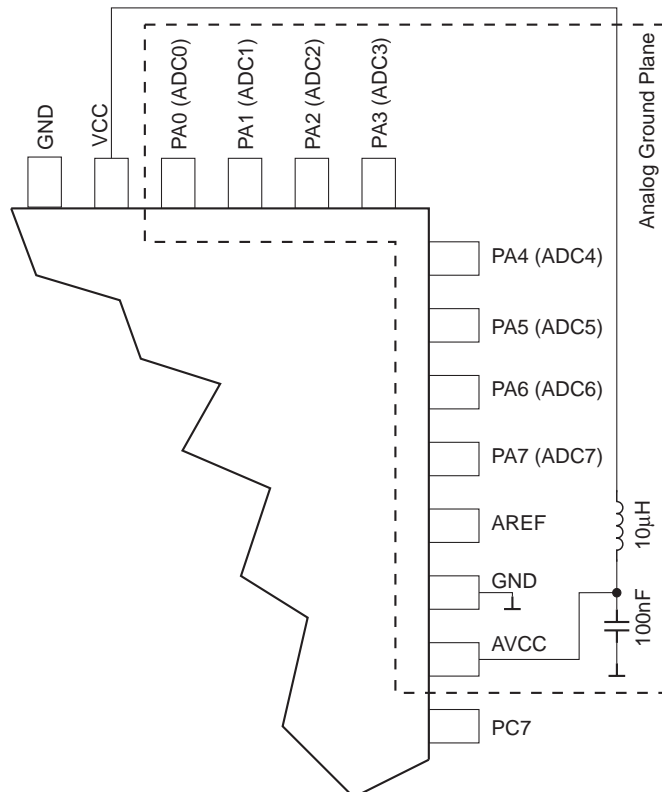 GND
VCC
PA0 (ADC0)
PA1 (ADC1)
PA2 (ADC2)
PA3 (ADC3)
Analog Ground Plane
PA4 (ADC4)
PA5 (ADC5)
PA6 (ADC6)
PA7 (ADC7)
AREF
10µH
GND
AVCC
100nF
PC7